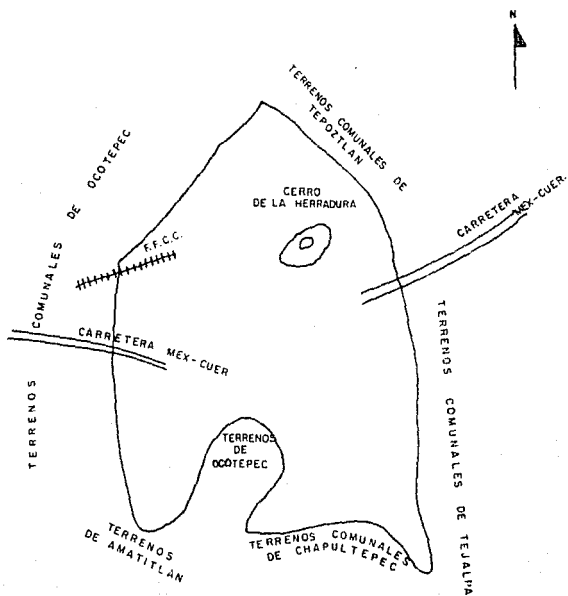 N
TERRENOS COMUNALES DE
TEPOZTLAN
TERRENOS COMUNALES DE OCOTEPEC
CERRO
DE LA HERRADURA
CARRETERA MEX-CUER.
F.F.C.C.
CARRETERA MEX-CUER
TERRENOS COMUNALES DE TEJALPA
TERRENOS
DE
OCOTEPEC
TERRENOS
DE AMATITLAN
TERRENOS COMUNALES
DE CHAPULTEPEC